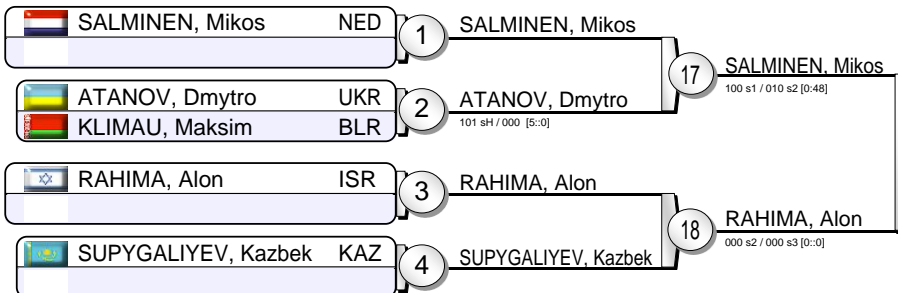 SALMINEN, Mikos NED
1
SALMINEN, Mikos
17
SALMINEN, Mikos
100 s1 / 010 s2 [0:48]
ATANOV, Dmytro UKR
KLIMAU, Maksim BLR
2
ATANOV, Dmytro
101 sH / 000 [5::0]
RAHIMA, Alon ISR
3
RAHIMA, Alon
18
RAHIMA, Alon
000 s2 / 000 s3 [0::0]
SUPYGALIYEV, Kazbek KAZ
4
SUPYGALIYEV, Kazbek